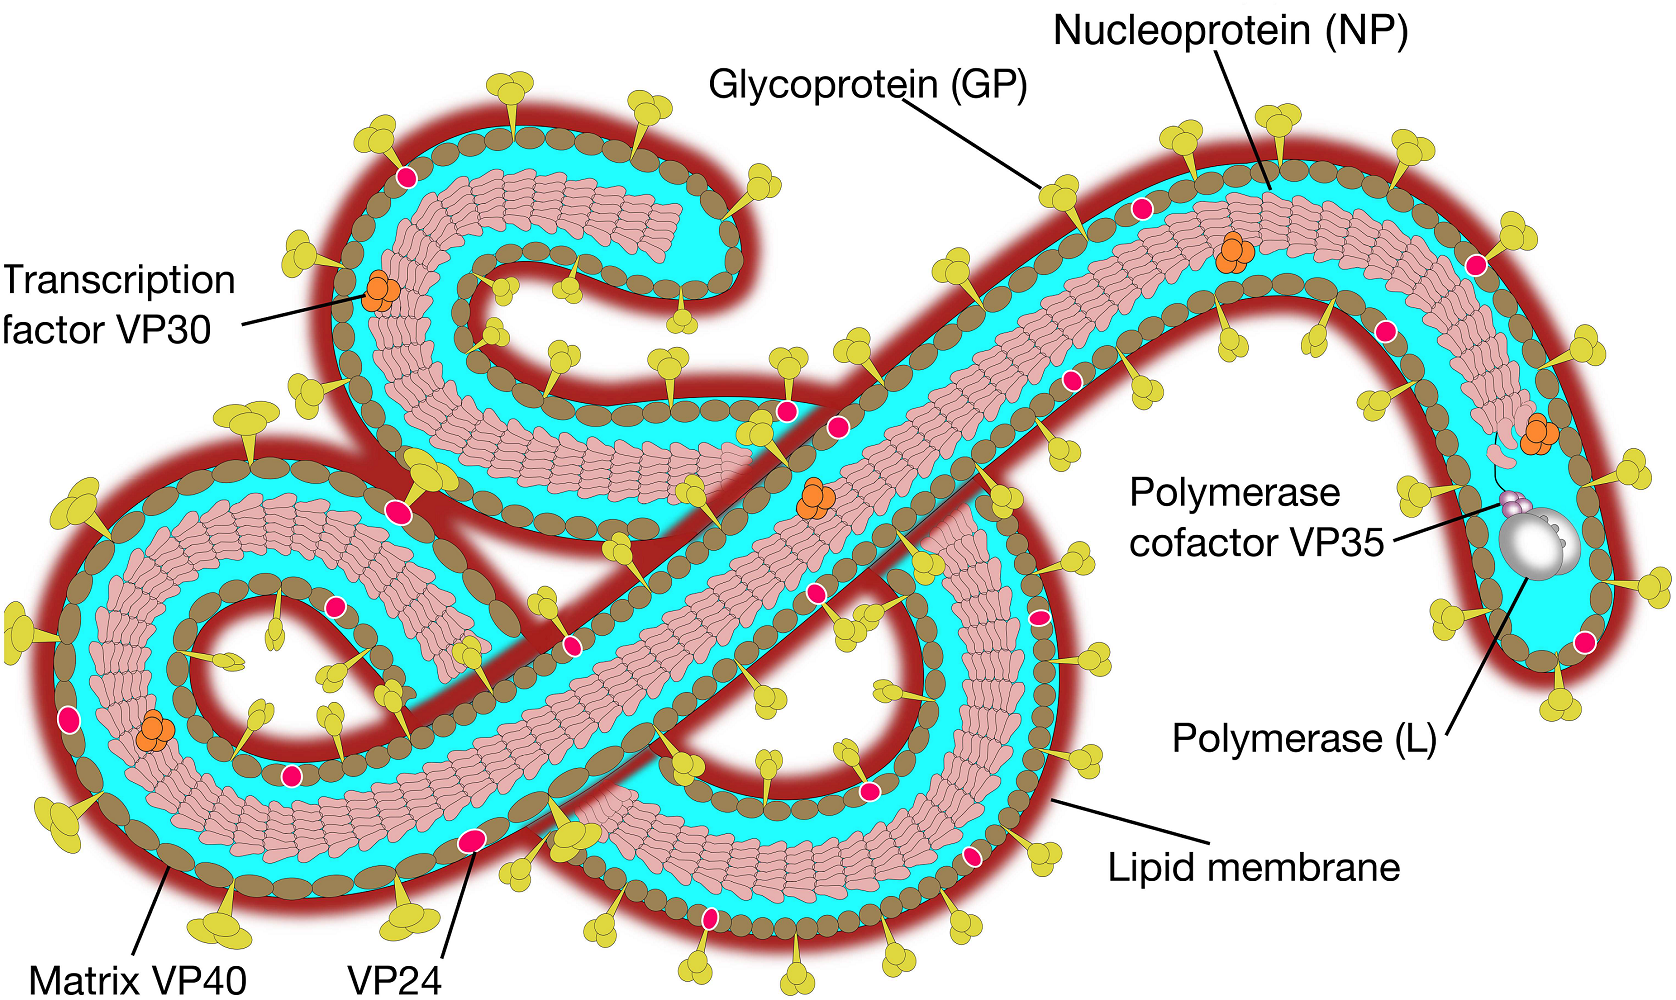 Nucleoprotein (NP)
Glycoprotein (GP)
Transcription
factor VP30
Polymerase
cofactor VP35
Polymerase (L)
Lipid membrane
Matrix VP40
VP24